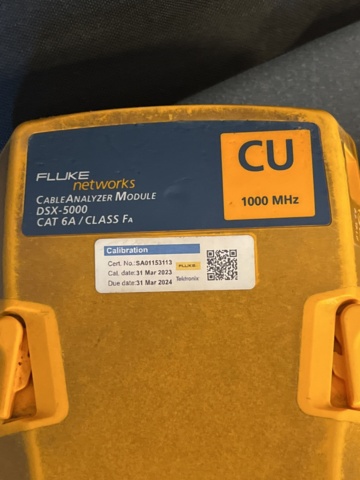 FLUKE
networks
CABLEANALYZER MODULE
DSX-5000
CAT 6A / CLASS FA
CU
1000 MHz
Calibration
Cert. No.:SA01153113
Cal. date:31 Mar 2023
Due date:31 Mar 2024
FLUKE
Tektronix